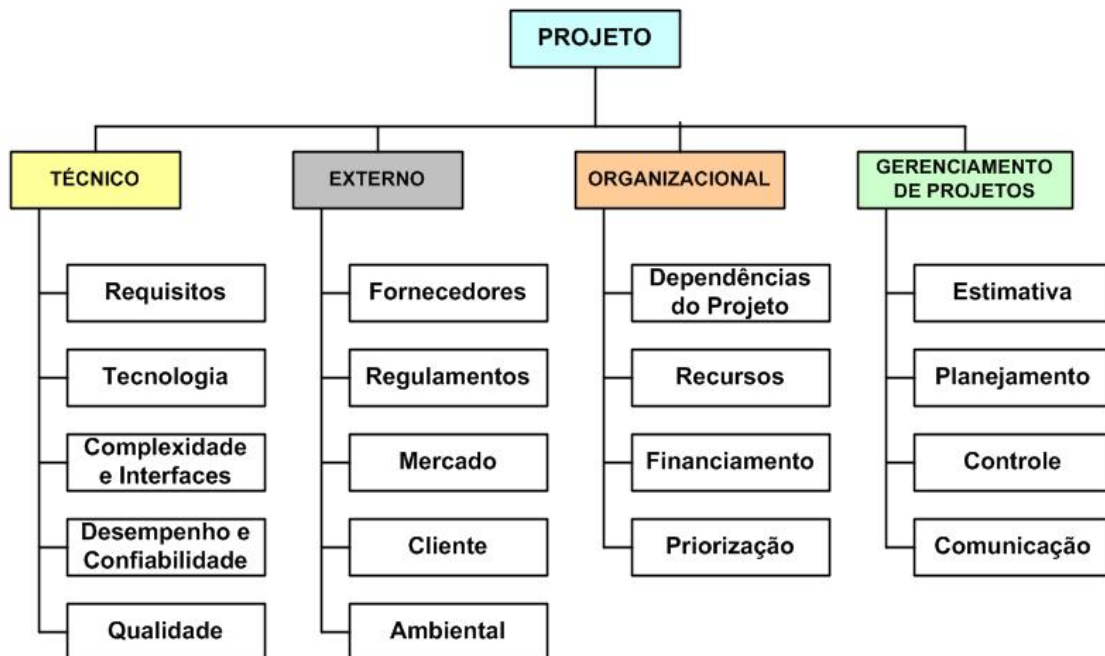 PROJETO
TÉCNICO
EXTERNO
ORGANIZACIONAL
GERENCIAMENTO
DE PROJETOS
Requisitos
Tecnologia
Complexidade
e Interfaces
Desempenho e
Confiabilidade
Qualidade
Fornecedores
Regulamentos
Mercado
Cliente
Ambiental
Dependências
do Projeto
Recursos
Financiamento
Priorização
Estimativa
Planejamento
Controle
Comunicação